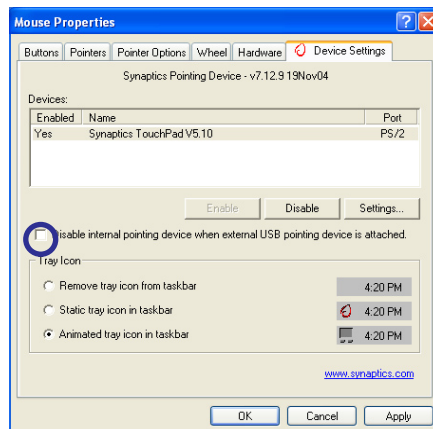 Mouse Properties
Buttons Pointers Pointer Options Wheel Hardware Device Settings
Synaptics Pointing Device - v7.12.9 19Nov04
Devices:
Enabled Name Port
Yes Synaptics TouchPad V5.10 PS/2
Enable Disable Settings...
Disable internal pointing device when external USB pointing device is attached.
Tray Icon
Remove tray icon from taskbar 4:20 PM
Static tray icon in taskbar 4:20 PM
Animated tray icon in taskbar 4:20 PM
www.synaptics.com
OK Cancel Apply